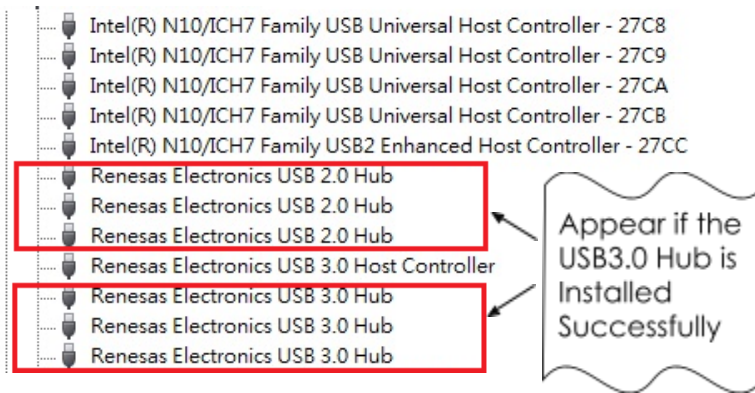 Intel(R) N10/ICH7 Family USB Universal Host Controller - 27C8
Intel(R) N10/ICH7 Family USB Universal Host Controller - 27C9
Intel(R) N10/ICH7 Family USB Universal Host Controller - 27CA
Intel(R) N10/ICH7 Family USB Universal Host Controller - 27CB
Intel(R) N10/ICH7 Family USB2 Enhanced Host Controller - 27CC
Renesas Electronics USB 2.0 Hub
Renesas Electronics USB 2.0 Hub
Renesas Electronics USB 2.0 Hub
Renesas Electronics USB 3.0 Host Controller
Renesas Electronics USB 3.0 Hub
Renesas Electronics USB 3.0 Hub
Renesas Electronics USB 3.0 Hub
Appear if the
USB3.0 Hub is
Installed
Successfully